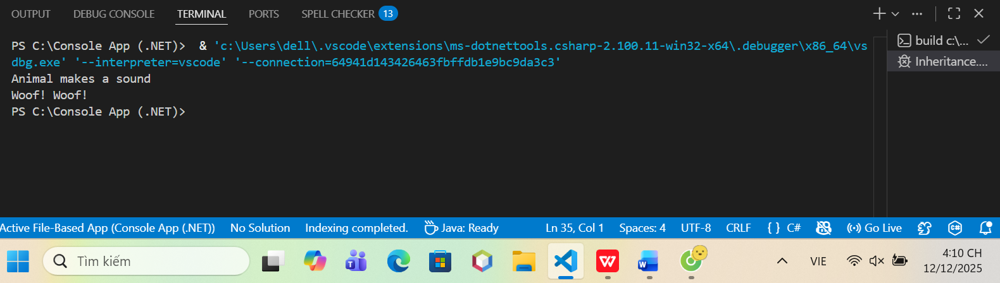 OUTPUT DEBUG CONSOLE TERMINAL PORTS SPELL CHECKER 13
PS C:\Console App (.NET)>  & 'c:\Users\dell\.vscode\extensions\ms-dotnettools.csharp-2.100.11-win32-x64\.debugger\x86_64\vs
dbg.exe' '--interpreter=vscode' '--connection=64941d143426463fbffdb1e9bc9da3c3'
Animal makes a sound
Woof! Woof!
PS C:\Console App (.NET)>
build c:\...
Inheritance....
Active File-Based App (Console App (.NET)) No Solution Indexing completed. Java: Ready Ln 35, Col 1 Spaces: 4 UTF-8 CRLF { } C# Go Live
Tìm kiếm
VIE
4:10 CH
12/12/2025